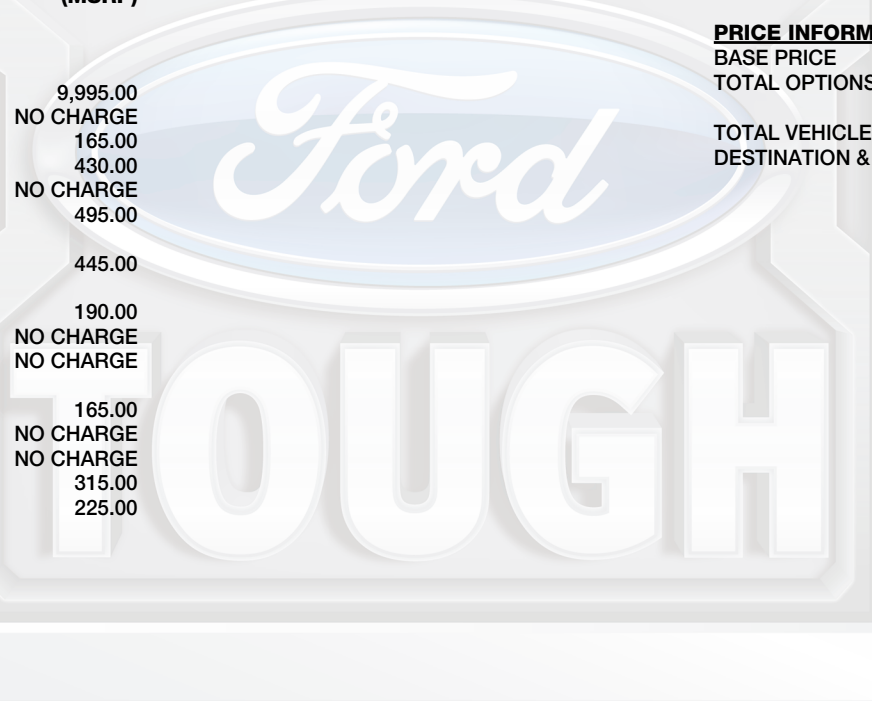 (MSRP)
9,995.00
NO CHARGE
165.00
430.00
NO CHARGE
495.00
445.00
190.00
NO CHARGE
NO CHARGE
165.00
NO CHARGE
NO CHARGE
315.00
225.00
PRICE INFORM
BASE PRICE
TOTAL OPTIONS
TOTAL VEHICLE
DESTINATION &
Ford
TOUGH